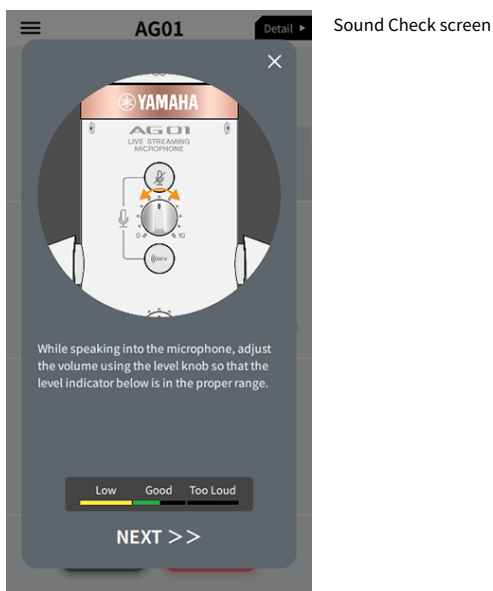 AG01
Detail ▶
Sound Check screen
YAMAHA
AG01
LIVE STREAMING
MICROPHONE
0
10
While speaking into the microphone, adjust
the volume using the level knob so that the
level indicator below is in the proper range.
Low Good Too Loud
NEXT >>